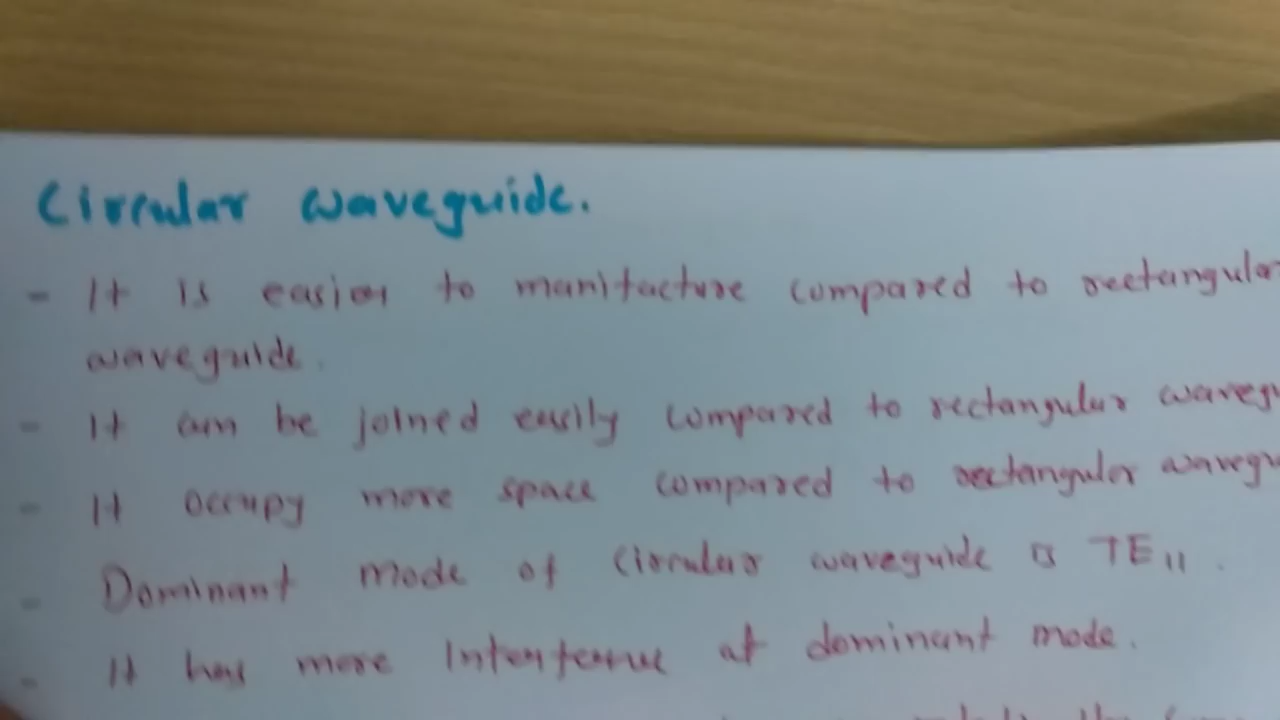 Circular waveguide.
- It is easier to manifacture compared to rectangular
waveguide.
- It can be joined easily compared to rectangular
- It occupy more space compared to rectangular
- Dominant mode of Circular waveguide is TE11.
- It has more Interference at dominant mode.